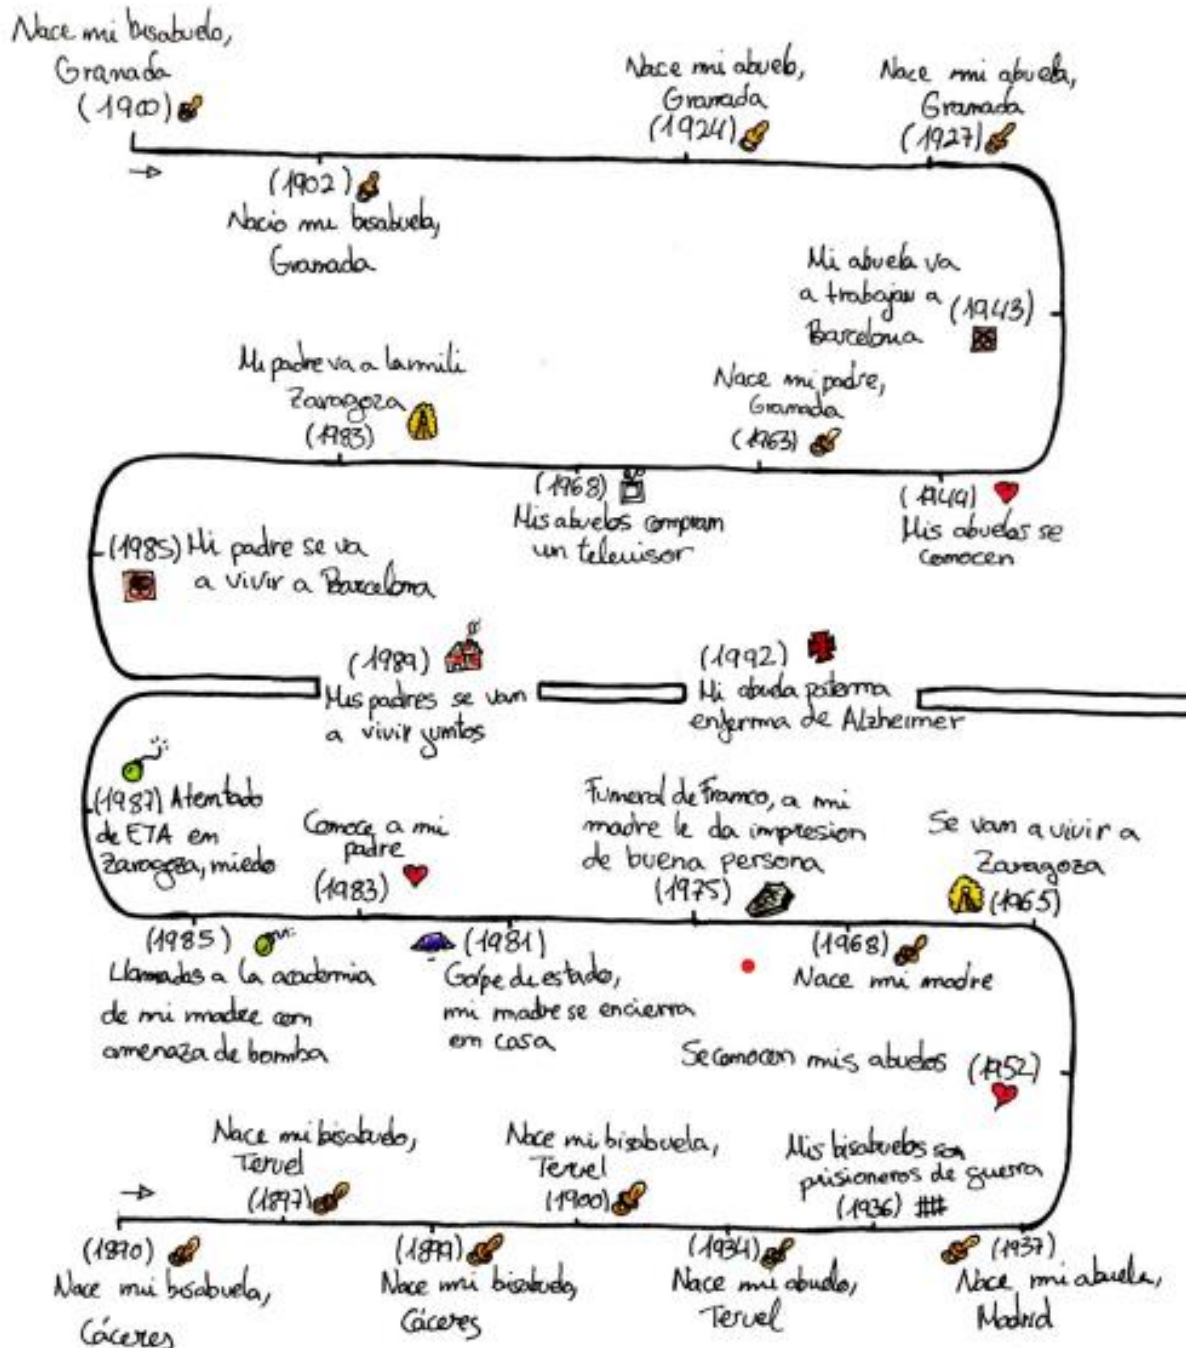 Nace mi bisabuelo,
Granada
(1900)
Nace mi abuelo,
Granada
(1924)
Nace mi abuela,
Granada
(1927)
(1902)
Nacio mi bisabuela,
Granada
Mi abuela va
a trabajar a
Barcelona
(1943)
Mi padre va a la mili
Zaragoza
(1983)
Nace mi padre,
Granada
(1963)
(1968)
Mis abuelos compran
un televisor
(1949)
Mis abuelos se
conocen
(1985) Mi padre se va
a vivir a Barcelona
(1989)
Mis padres se van
a vivir juntos
(1992)
Mi abuela paterna
enferma de Alzheimer
(1987) Atentado
de ETA en
Zaragoza, miedo
Conoce a mi
padre
(1983)
Funeral de Franco, a mi
madre le da impresion
de buena persona
(1975)
Se van a vivir a
Zaragoza
(1965)
(1985)
Llamadas a la academia
de mi madre con
amenaza de bomba
(1981)
Golpe de estado,
mi madre se encierra
en casa
(1968)
Nace mi madre
Se conocen mis abuelos (1952)
Nace mi bisabuelo,
Teruel
(1897)
Nace mi bisabuela,
Teruel
(1900)
Mis bisabuelos son
prisioneros de guerra
(1936)
(1890)
Nace mi bisabuela,
Cáceres
(1899)
Nace mi bisabuelo,
Cáceres
(1934)
Nace mi abuelo,
Teruel
(1937)
Nace mi abuela,
Madrid